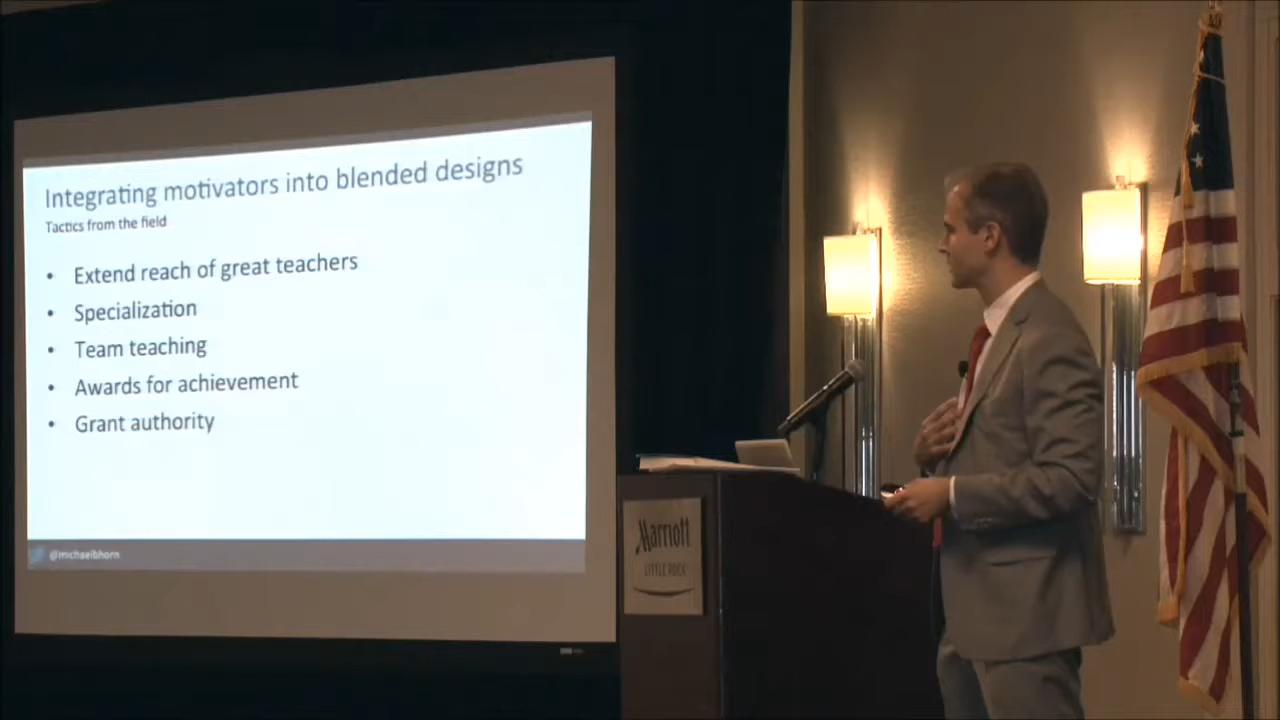 Integrating motivators into blended designs
Tactics from the field
• Extend reach of great teachers
• Specialization
• Team teaching
• Awards for achievement
• Grant authority
@michaelbhorn
Marriott
LITTLE ROCK